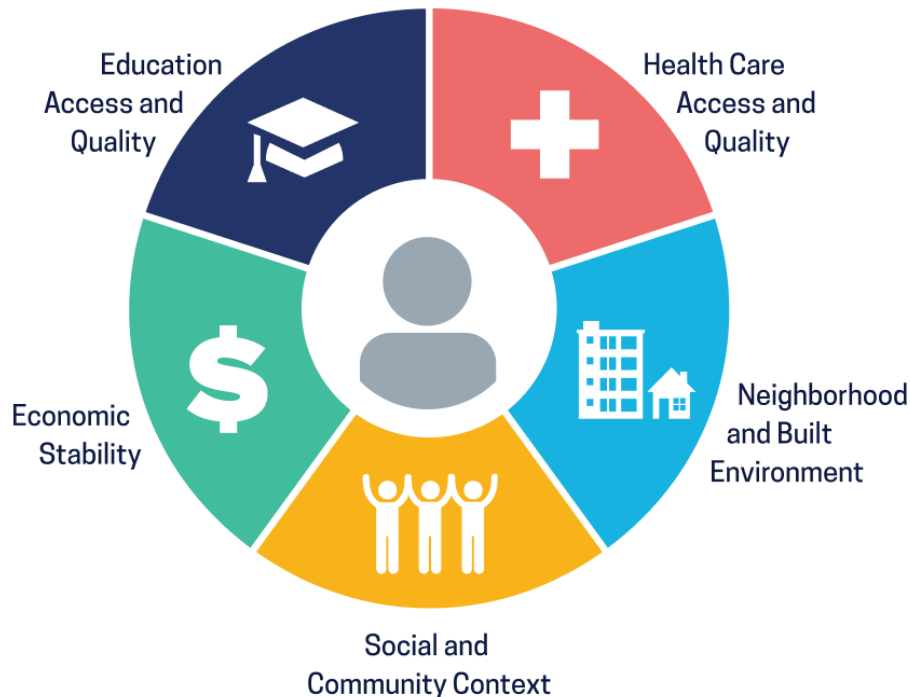 Education
Access and
Quality
Health Care
Access and
Quality
Economic
Stability
Neighborhood
and Built
Environment
Social and
Community Context